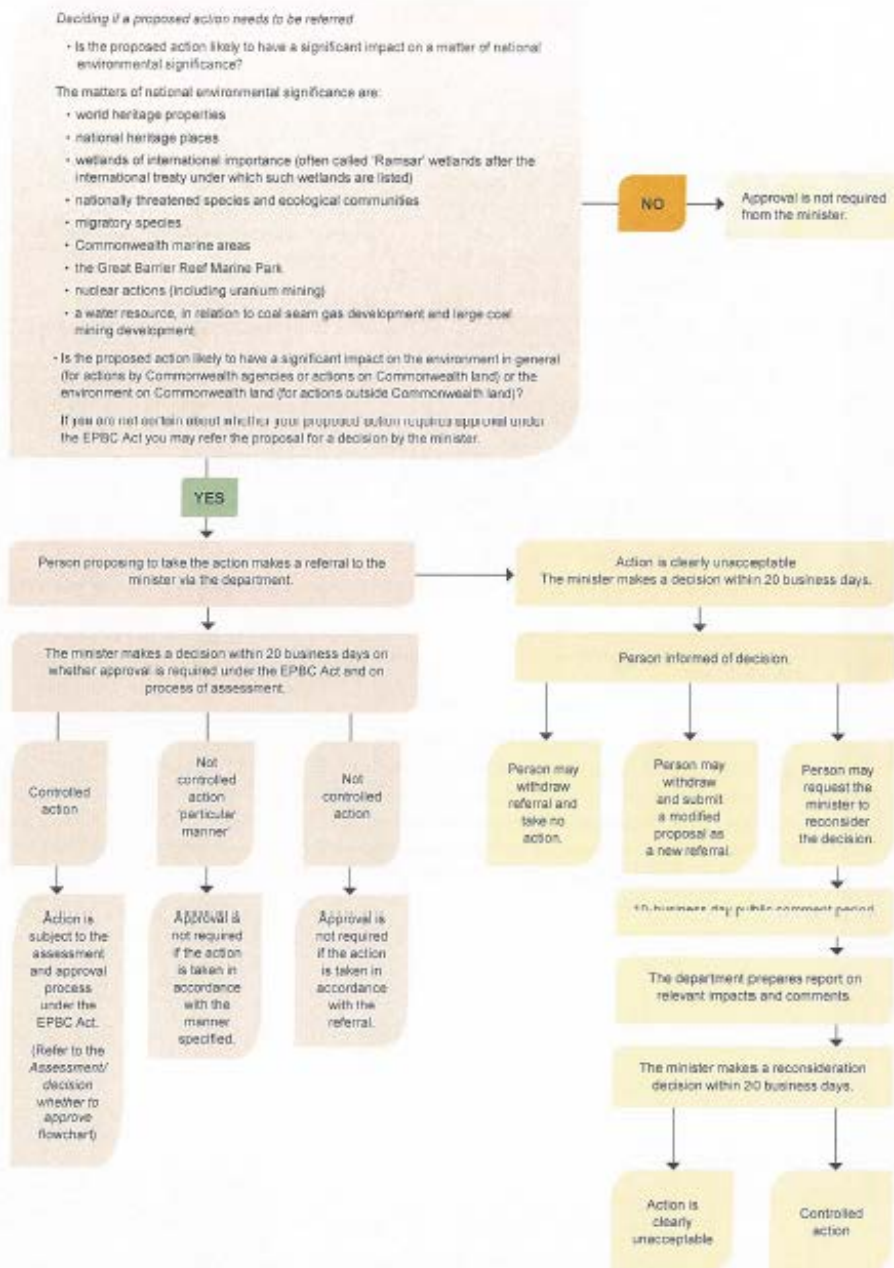 Deciding if a proposed action needs to be referred
• Is the proposed action likely to have a significant impact on a matter of national
environmental significance?
The matters of national environmental significance are:
• world heritage properties
• national heritage places
• wetlands of international importance (often called 'Ramsar' wetlands after the
international treaty under which such wetlands are listed)
• nationally threatened species and ecological communities
• migratory species
• Commonwealth marine areas
• the Great Barrier Reef Marine Park
• nuclear actions (including uranium mining)
• a water resource, in relation to coal seam gas development and large coal
mining development.
• Is the proposed action likely to have a significant impact on the environment in general
(for actions by Commonwealth agencies or actions on Commonwealth land) or the
environment on Commonwealth land (for actions outside Commonwealth land)?
If you are not certain about whether your proposed action requires approval under
the EPBC Act you may refer the proposal for a decision by the minister.
NO
Approval is not required
from the minister.
YES
Person proposing to take the action makes a referral to the
minister via the department.
Action is clearly unacceptable
The minister makes a decision within 20 business days.
The minister makes a decision within 20 business days on
whether approval is required under the EPBC Act and on
process of assessment.
Person informed of decision
Controlled
action
Not
controlled
action
'particular
manner'
Not
controlled
action
Person may
withdraw
referral and
take no
action.
Person may
withdraw
and submit
a modified
proposal as
a new referral.
Person may
request the
minister to
reconsider
the decision.
Action is
subject to the
assessment
and approval
process
under the
EPBC Act.
(Refer to the
Assessment/
decision
whether to
approve
flowchart)
Approval is
not required
if the action
is taken in
accordance
with the
manner
specified.
Approval is
not required
if the action
is taken in
accordance
with the
referral.
10-business day public comment period
The department prepares report on
relevant impacts and comments.
The minister makes a reconsideration
decision within 20 business days.
Action is
clearly
unacceptable
Controlled
action